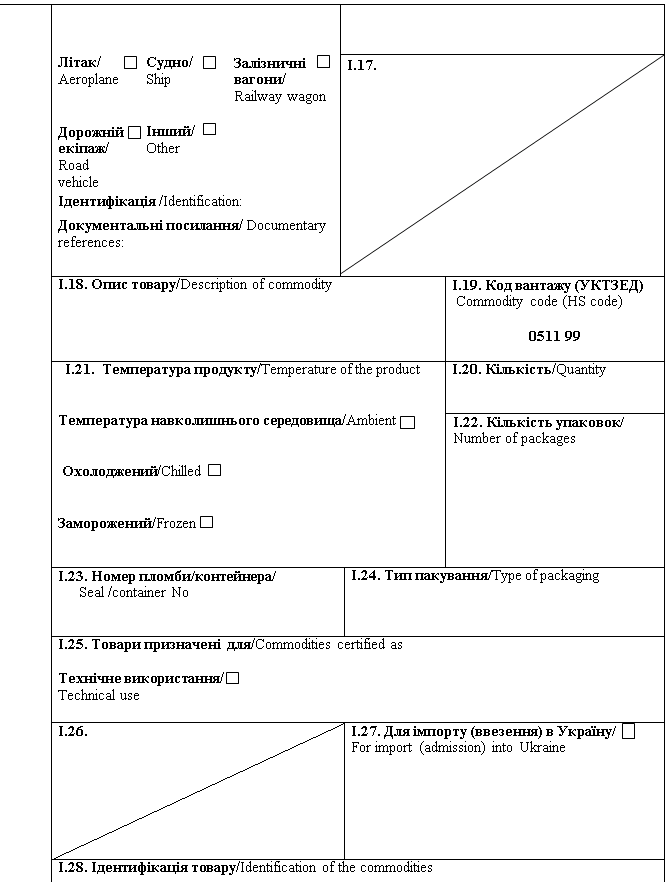 Літак/ Судно/ Залізничні
Aeroplane Ship вагони/
Railway wagon
I.17.
Дорожній Інший/
екіпаж/ Other
Road
vehicle
Ідентифікація /Identification:
Документальні посилання/ Documentary
references:
I.18. Опис товару/Description of commodity
I.19. Код вантажу (УКТЗЕД)
Commodity code (HS code)
0511 99
I.21. Температура продукту/Temperature of the product
I.20. Кількість/Quantity
Температура навколишнього середовища/Ambient
I.22. Кількість упаковок/
Number of packages
Охолоджений/Chilled
Заморожений/Frozen
I.23. Номер пломби/контейнера/
Seal /container No
I.24. Тип пакування/Type of packaging
I.25. Товари призначені для/Commodities certified as
Технічне використання/
Technical use
I.26.
I.27. Для імпорту (ввезення) в Україну/
For import (admission) into Ukraine
I.28. Ідентифікація товару/Identification of the commodities